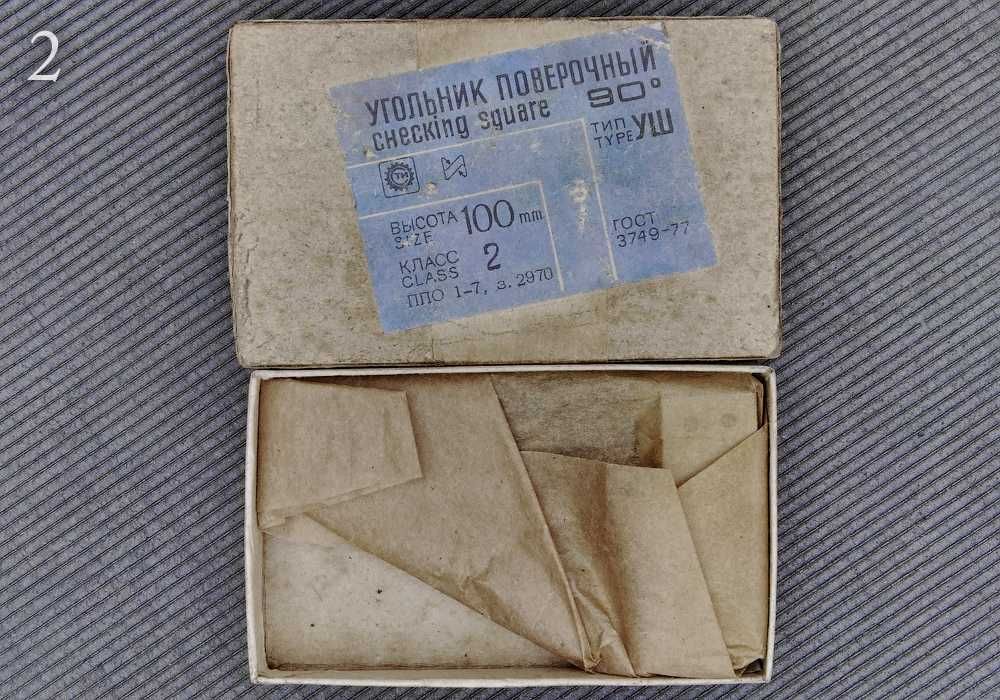 2
УГОЛЬНИК ПОВЕРОЧНЫЙ
checking square 90°
ТИП
TYPE УШ
ТИ
ВЫСОТА
SIZE 100 mm
ГОСТ
3749-77
КЛАСС
CLASS 2
ППО 1-7, з. 2970